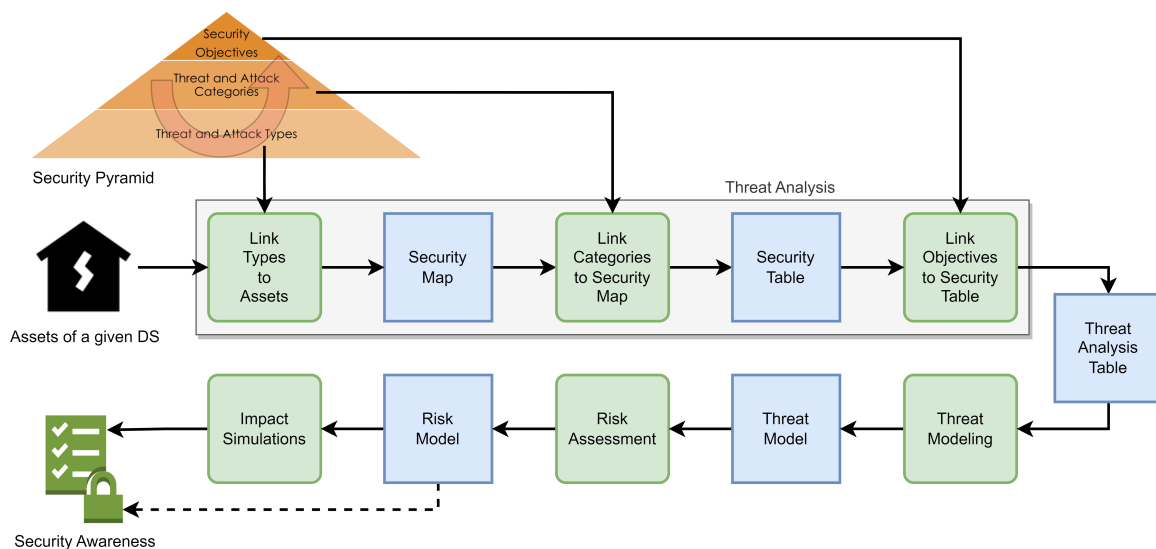 Security
Objectives
Threat and Attack
Categories
Threat and Attack Types
Security Pyramid
Threat Analysis
Link
Types
to
Assets
Security
Map
Link
Categories
to Security
Map
Security
Table
Link
Objectives
to Security
Table
Assets of a given DS
Threat
Analysis
Table
Impact
Simulations
Risk
Model
Risk
Assessment
Threat
Model
Threat
Modeling
Security Awareness